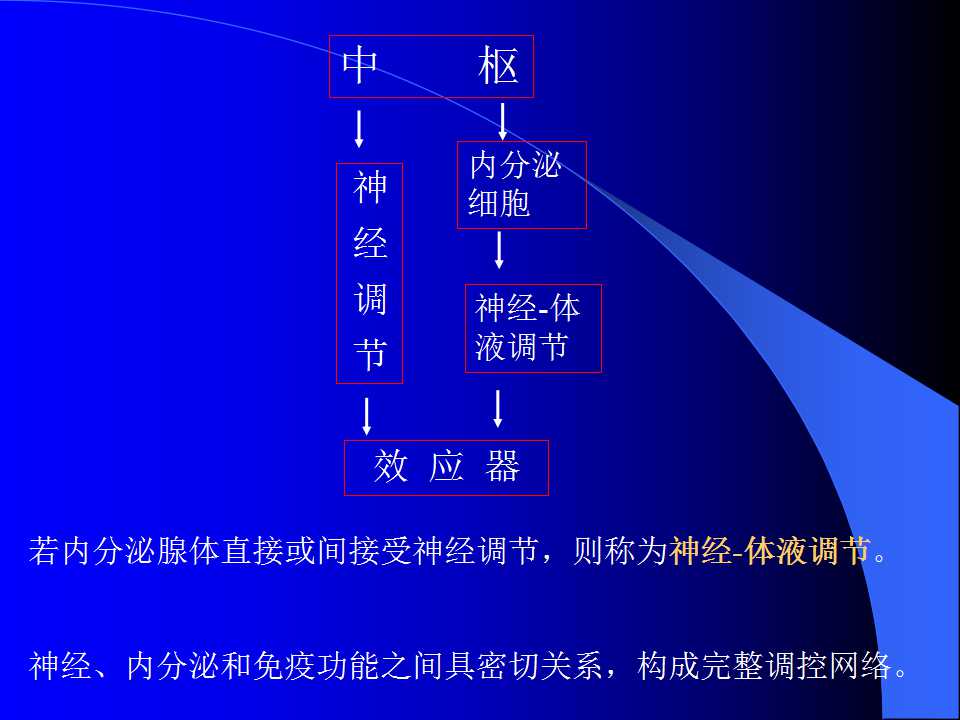 中 枢
内分泌
细胞
神
经
调
节
神经-体
液调节
效 应 器
若内分泌腺体直接或间接受神经调节，则称为神经-体液调节。
神经、内分泌和免疫功能之间具密切关系，构成完整调控网络。